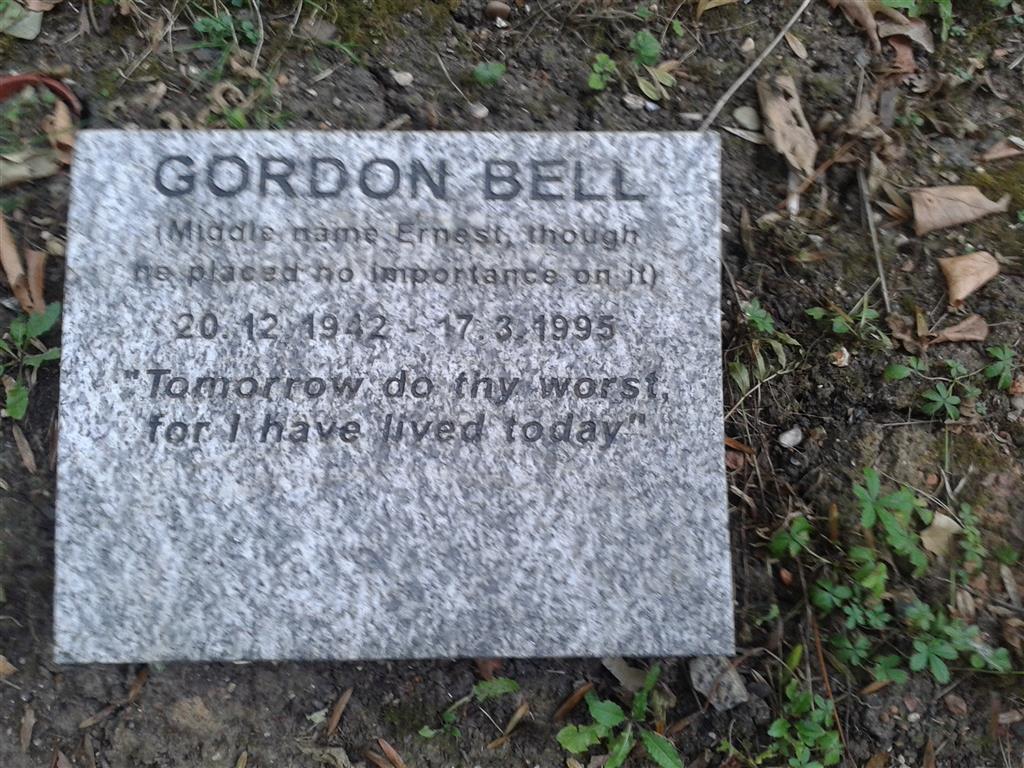 GORDON BELL
(Middle name Ernest, though
he placed no importance on it)
20.12.1942 - 17.3.1995
"Tomorrow do thy worst,
for I have lived today"